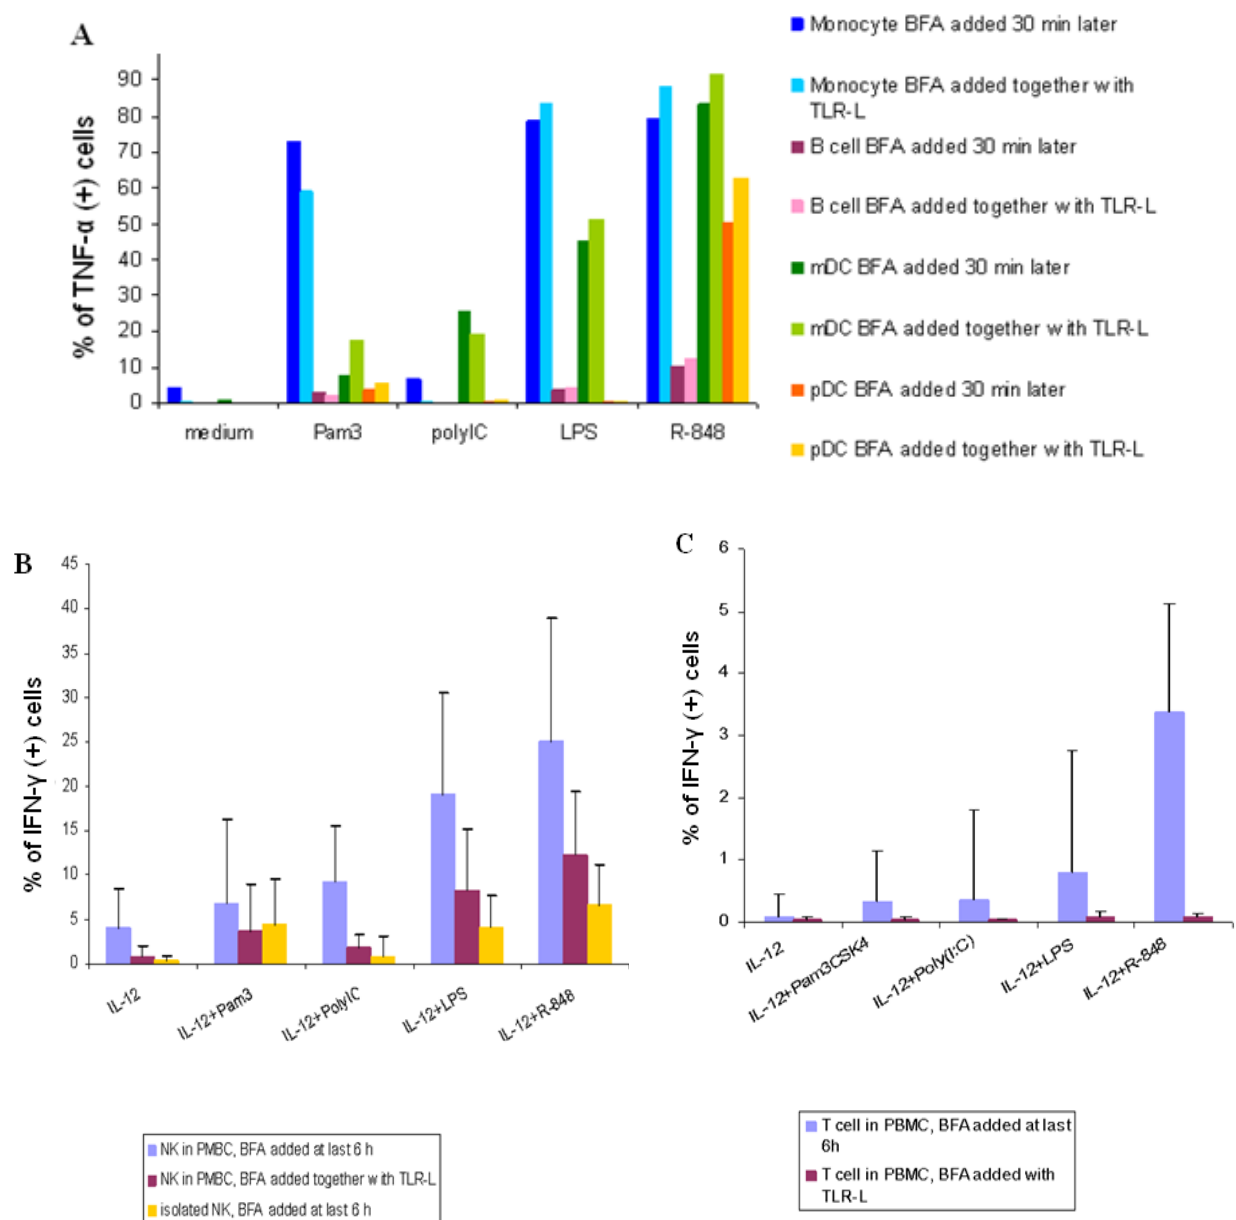 A
Monocyte BFA added 30 min later
Monocyte BFA added together with
TLR-L
B cell BFA added 30 min later
B cell BFA added together with TLR-L
mDC BFA added 30 min later
mDC BFA added together with TLR-L
pDC BFA added 30 min later
pDC BFA added together with TLR-L
% of TNF-α (+) cells
90
80
70
60
50
40
30
20
10
0
medium Pam3 polyIC LPS R-848
B
% of IFN-γ (+) cells
45
40
35
30
25
20
15
10
5
0
IL-12 IL-12+Pam3 IL-12+PolyIC IL-12+LPS IL-12+R-848
NK in PMBC, BFA added at last 6 h
NK in PMBC, BFA added together with TLR-L
isolated NK, BFA added at last 6 h
C
% of IFN-γ (+) cells
6
5
4
3
2
1
0
IL-12 IL-12+Pam3CSK4 IL-12+Poly(I:C) IL-12+LPS IL-12+R-848
T cell in PBMC, BFA added at last
6h
T cell in PBMC, BFA added with
TLR-L